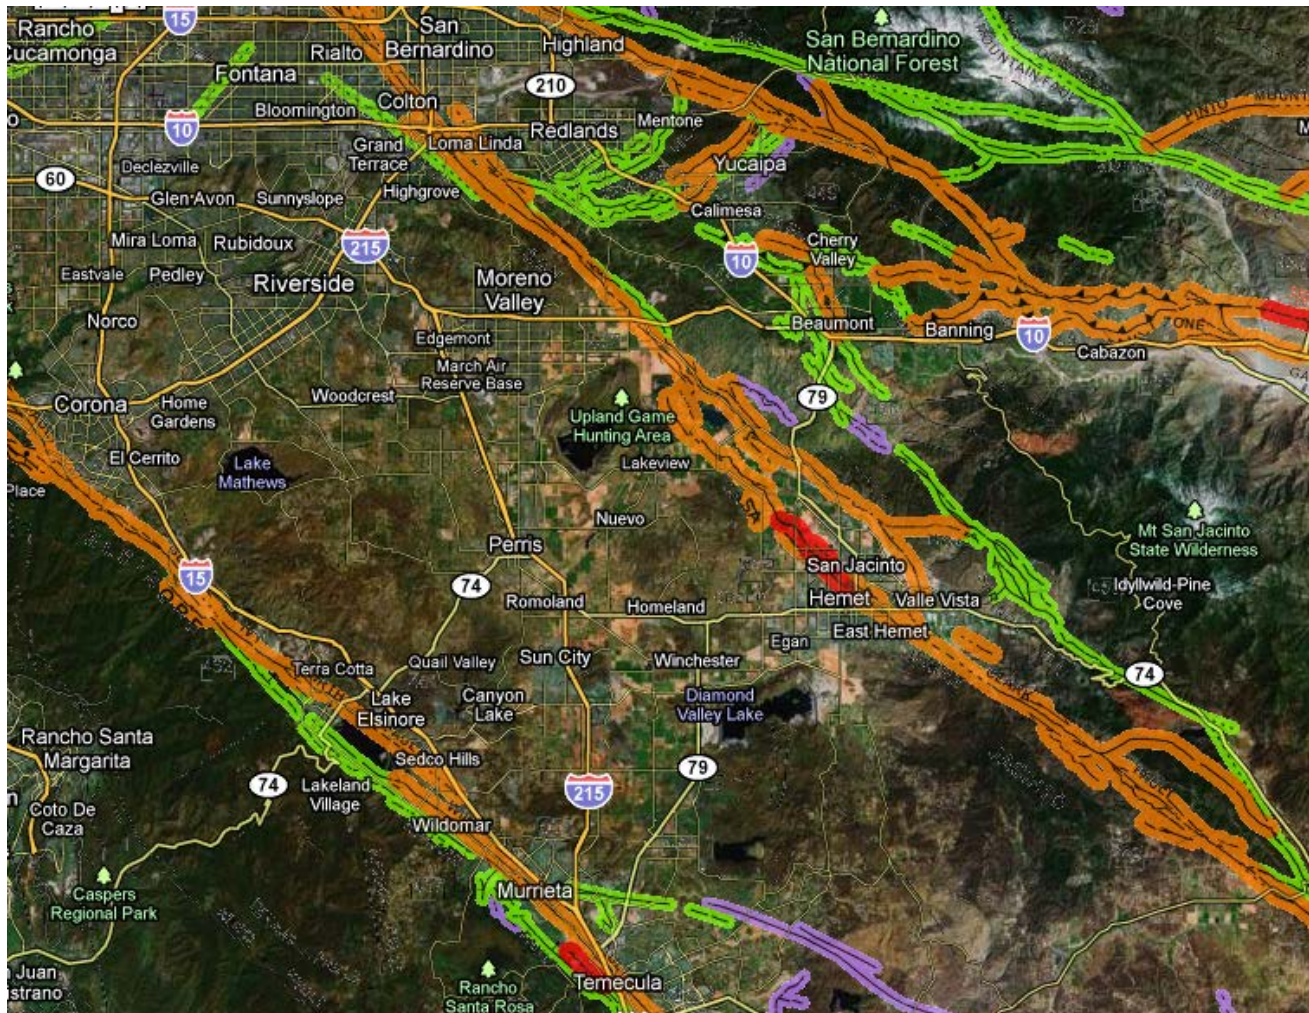 15
Rancho
Cucamonga
Rialto
San
Bernardino
Highland
San Bernardino
National Forest
Fontana
210
Bloomington
Colton
10
Mentone
Redlands
Grand
Terrace
Loma Linda
Declezville
Yucaipa
60
Glen Avon
Sunnyslope
Highgrove
Calimesa
Mira Loma
Rubidoux
215
10
Cherry
Valley
Eastvale
Pedley
Riverside
Moreno
Valley
Norco
Edgemont
Beaumont
Banning
10
ONE
Cabazon
March Air
Reserve Base
Woodcrest
79
Corona
Home
Gardens
Upland Game
Hunting Area
El Cerrito
Lake
Mathews
Lakeview
Place
Nuevo
Mt San Jacinto
State Wilderness
Perris
San Jacinto
15
74
Romoland
Homeland
Hemet
Valle Vista
Idyllwild-Pine
Cove
East Hemet
Egan
Terra Cotta
Quail Valley
Sun City
Winchester
74
CLARK
Lake
Elsinore
Canyon
Lake
Diamond
Valley Lake
Rancho Santa
Margarita
Sedco Hills
79
74
Lakeland
Village
215
Coto De
Caza
Wildomar
Caspers
Regional Park
Murrieta
Juan
istrano
Rancho
Santa Rosa
Temecula